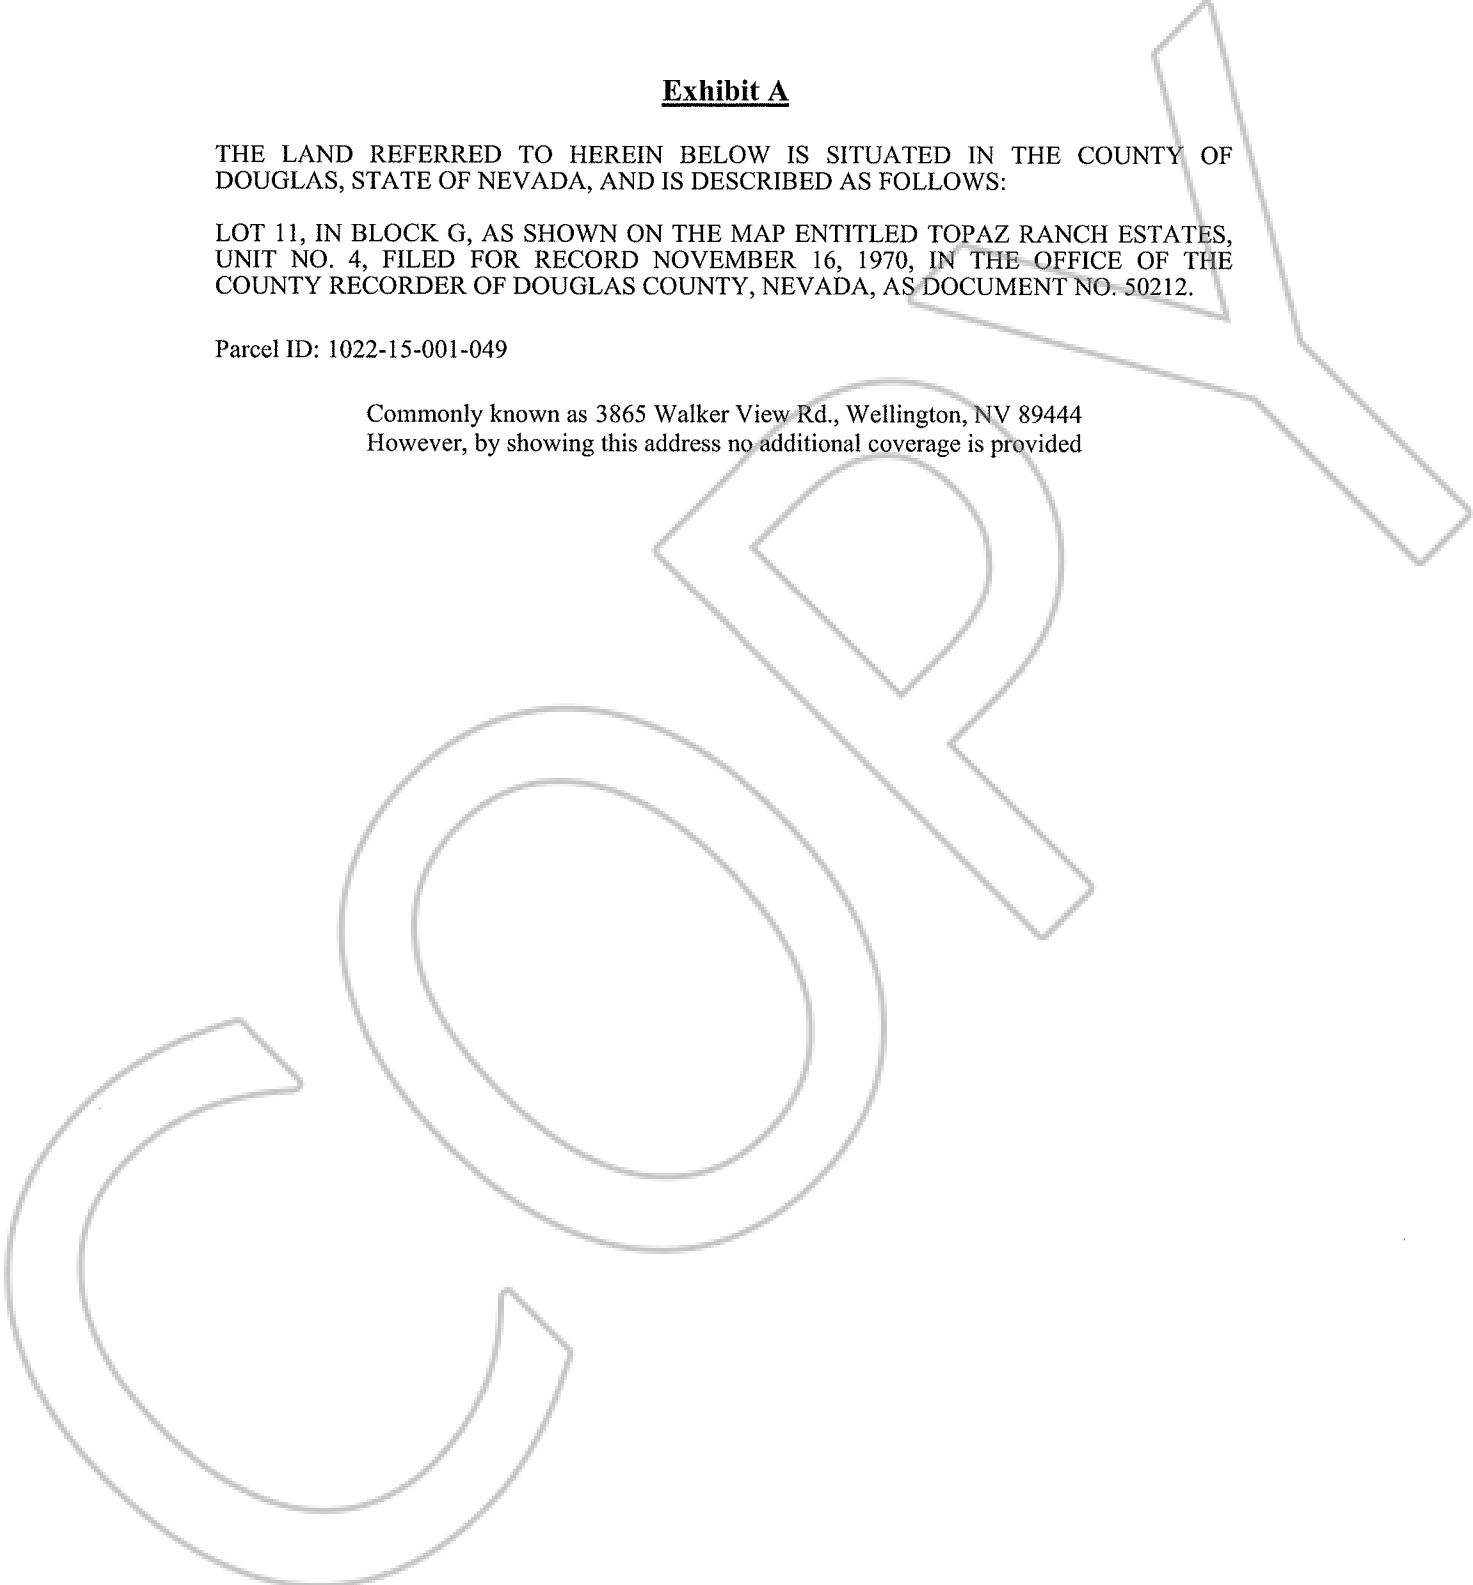 Exhibit A
THE LAND REFERRED TO HEREIN BELOW IS SITUATED IN THE COUNTY OF
DOUGLAS, STATE OF NEVADA, AND IS DESCRIBED AS FOLLOWS:
LOT 11, IN BLOCK G, AS SHOWN ON THE MAP ENTITLED TOPAZ RANCH ESTATES,
UNIT NO. 4, FILED FOR RECORD NOVEMBER 16, 1970, IN THE OFFICE OF THE
COUNTY RECORDER OF DOUGLAS COUNTY, NEVADA, AS DOCUMENT NO. 50212.
Parcel ID: 1022-15-001-049
Commonly known as 3865 Walker View Rd., Wellington, NV 89444
However, by showing this address no additional coverage is provided
COPY